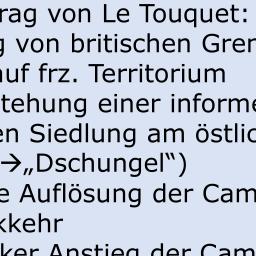 rag von Le Touquet:
g von britischen Gren
auf frz. Territorium
tehung einer informe
en Siedlung am östlic
→„Dschungel“)
e Auflösung der Cam
kkehr
ker Anstieg der Cam